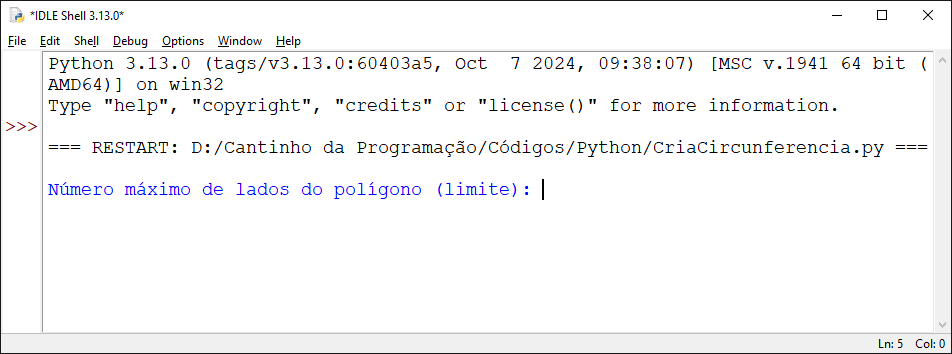 *IDLE Shell 3.13.0*
File Edit Shell Debug Options Window Help
Python 3.13.0 (tags/v3.13.0:60403a5, Oct  7 2024, 09:38:07) [MSC v.1941 64 bit (
AMD64)] on win32
Type "help", "copyright", "credits" or "license()" for more information.
>>>
=== RESTART: D:/Cantinho da Programação/Códigos/Python/CriaCircunferencia.py ===
Número máximo de lados do polígono (limite):
Ln: 5 Col: 0